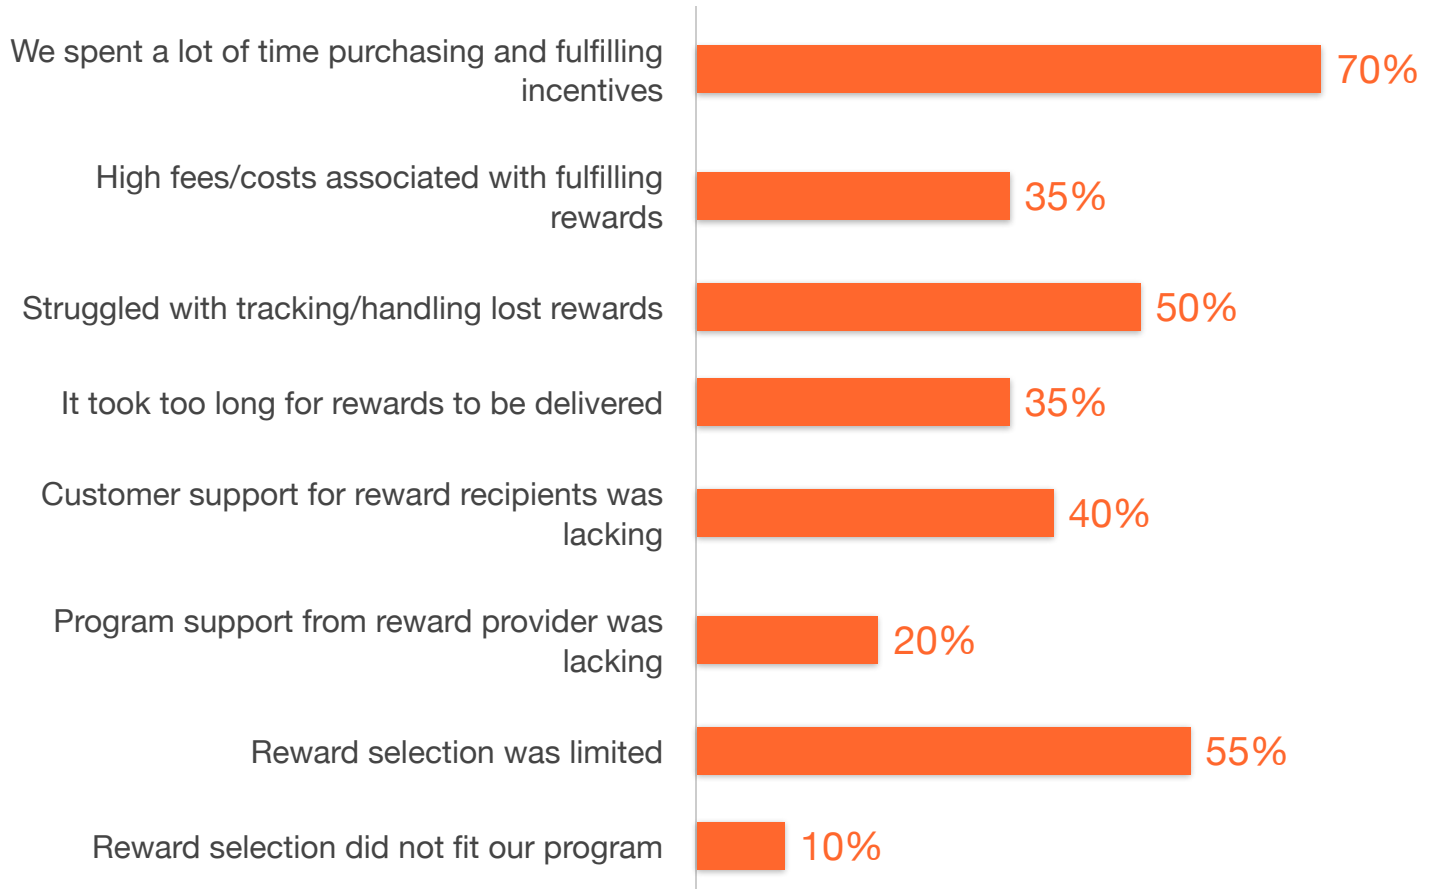 We spent a lot of time purchasing and fulfilling
incentives
70%
High fees/costs associated with fulfilling
rewards
35%
Struggled with tracking/handling lost rewards
50%
It took too long for rewards to be delivered
35%
Customer support for reward recipients was
lacking
40%
Program support from reward provider was
lacking
20%
Reward selection was limited
55%
Reward selection did not fit our program
10%